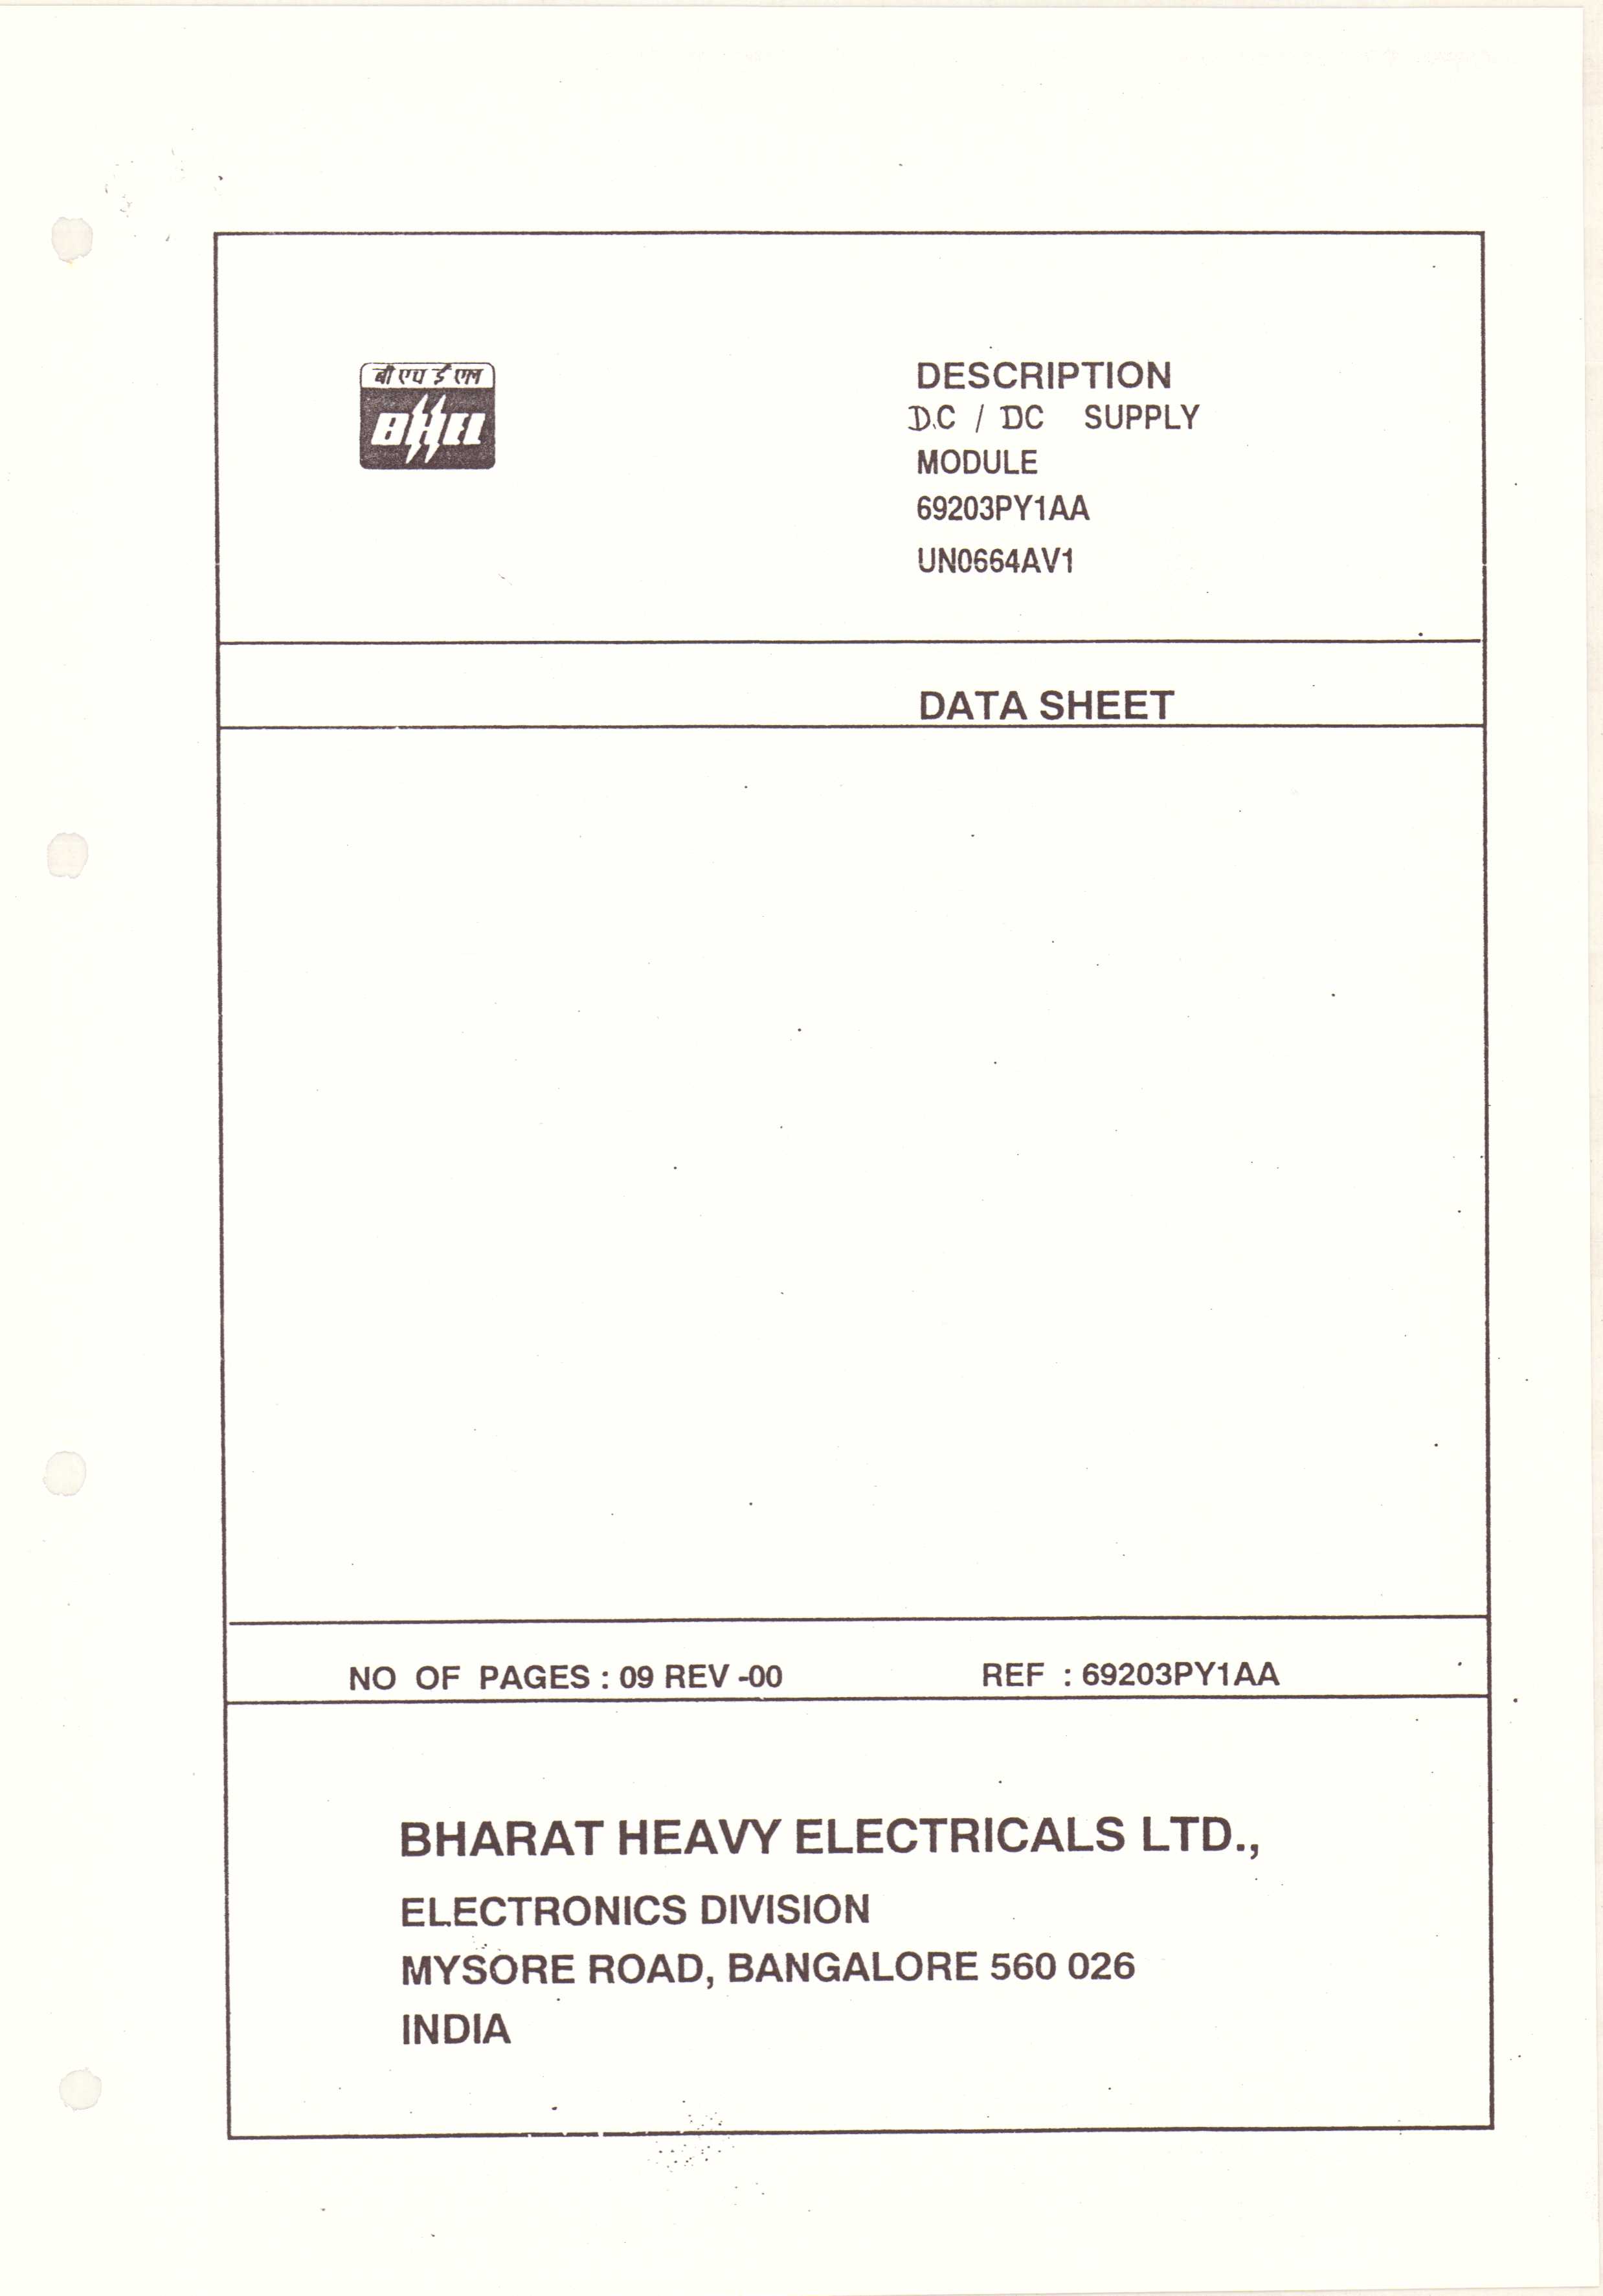 बी एच ई एल
BHEL
DESCRIPTION
D.C / DC SUPPLY
MODULE
69203PY1AA
UN0664AV1
DATA SHEET
NO OF PAGES : 09 REV -00
REF : 69203PY1AA
BHARAT HEAVY ELECTRICALS LTD.,
ELECTRONICS DIVISION
MYSORE ROAD, BANGALORE 560 026
INDIA